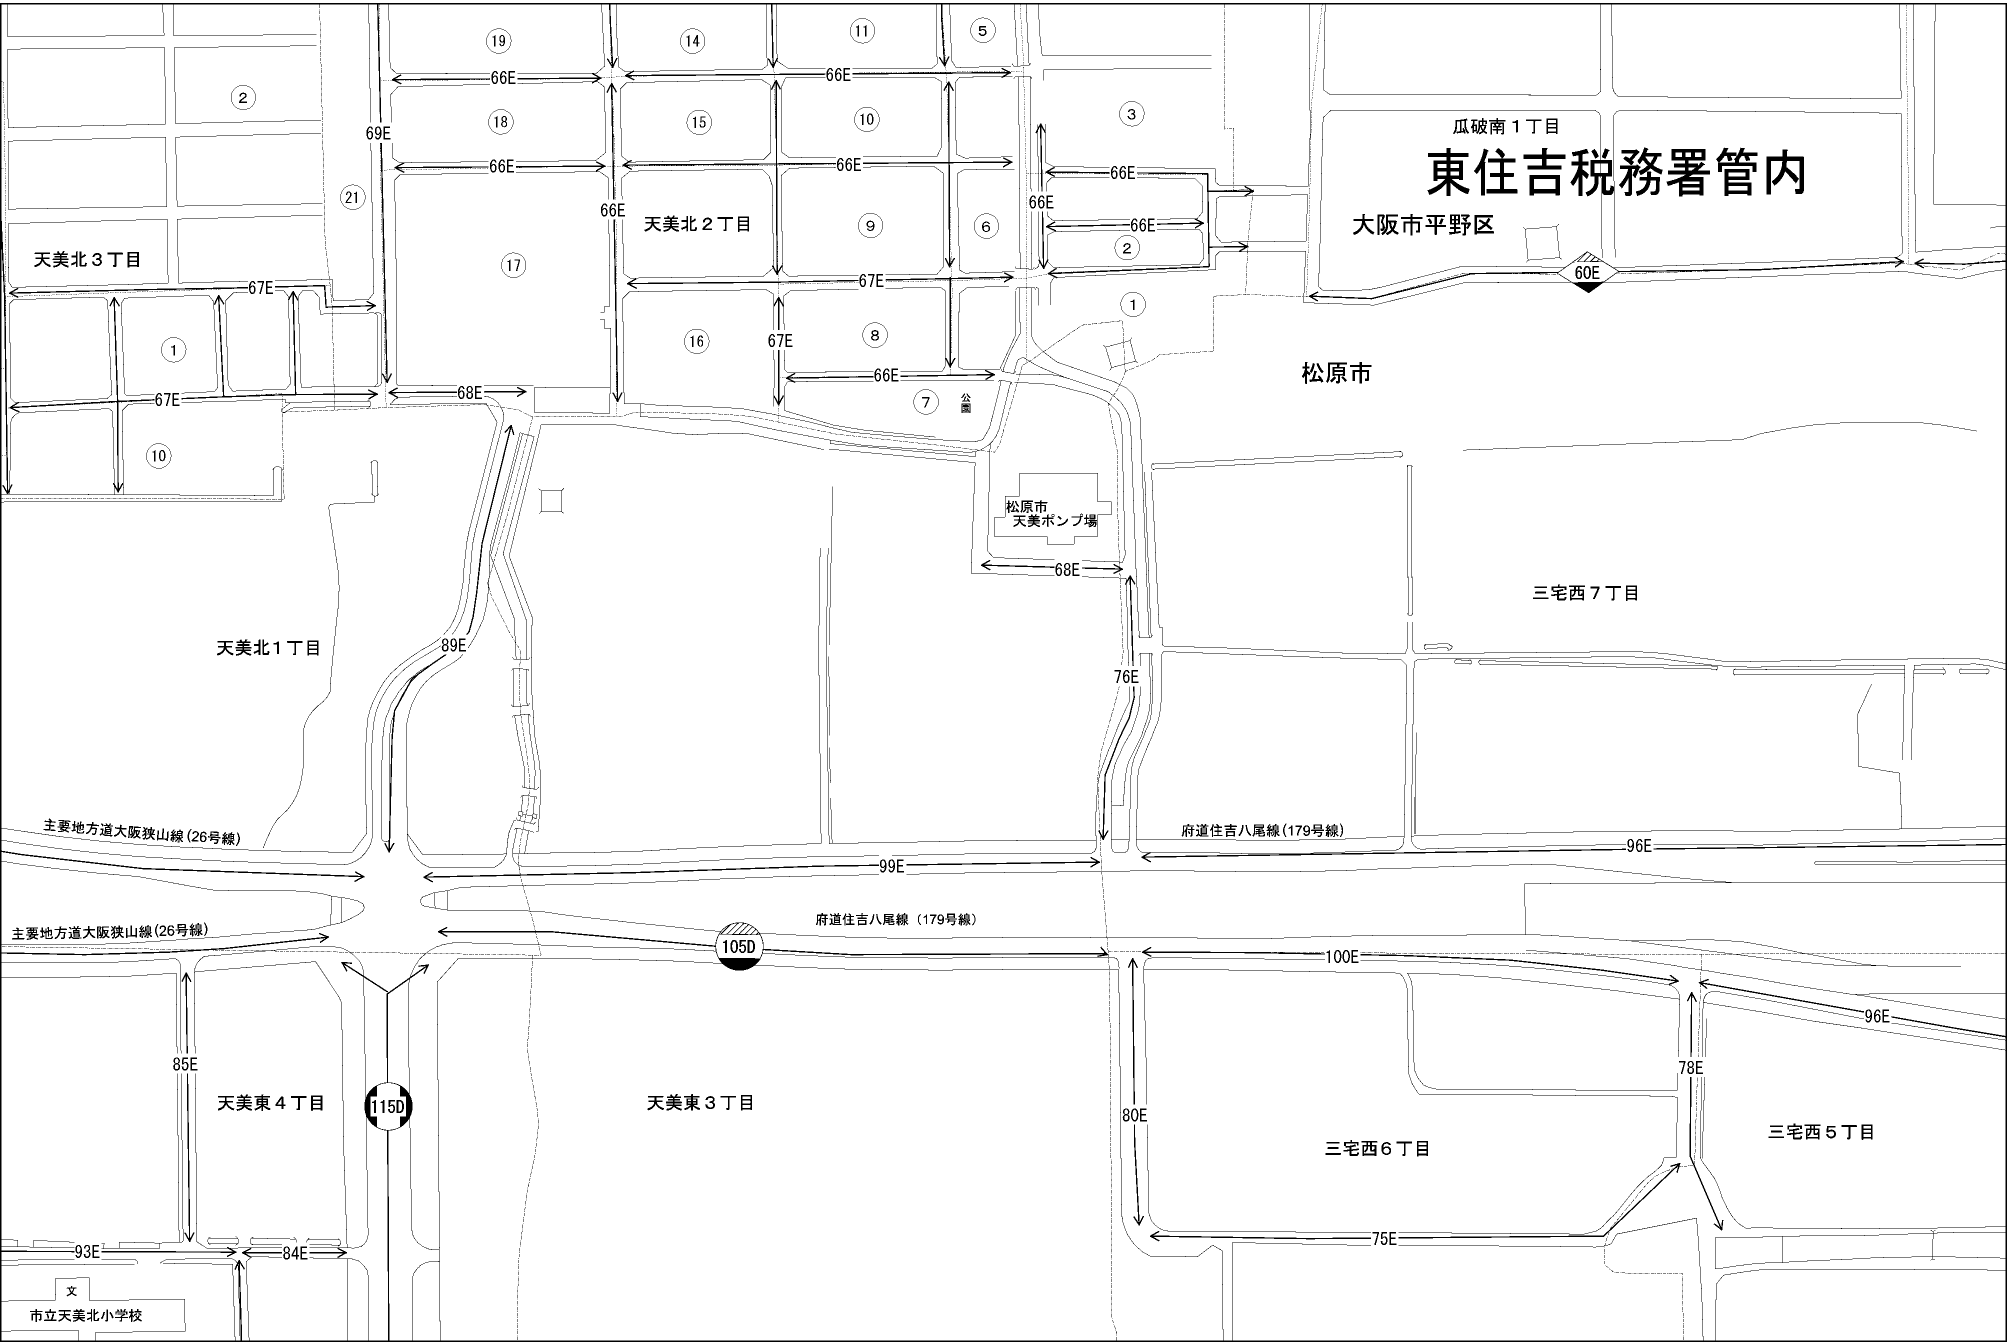 19
14
11
5
66E
66E
2
69E
18
15
10
3
瓜破南１丁目
東住吉税務署管内
66E
66E
66E
21
66E
天美北２丁目
9
6
66E
66E
2
大阪市平野区
天美北３丁目
17
67E
67E
60E
1
1
16
67E
8
松原市
67E
68E
66E
7
公園
10
松原市
天美ポンプ場
68E
三宅西７丁目
天美北１丁目
89E
76E
主要地方道大阪狭山線(26号線)
府道住吉八尾線(179号線)
99E
96E
主要地方道大阪狭山線(26号線)
府道住吉八尾線（179号線）
105D
100E
96E
85E
78E
天美東４丁目
115D
天美東３丁目
80E
三宅西６丁目
三宅西５丁目
93E
84E
75E
文
市立天美北小学校